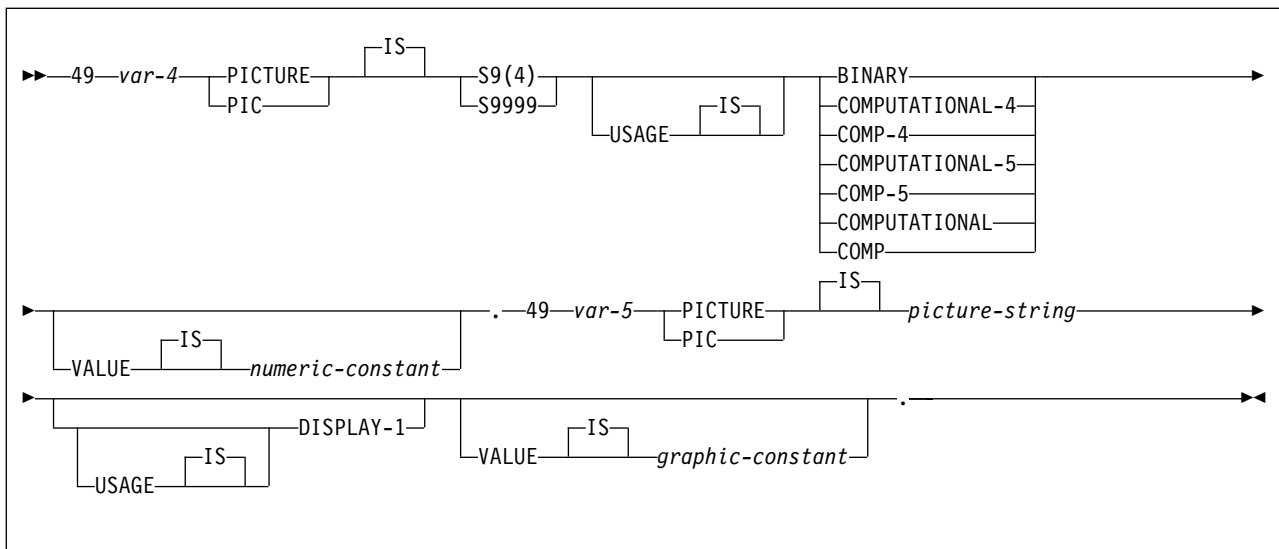 IS
49 var-4 PICTURE S9(4) BINARY
PIC S9999 COMPUTATIONAL-4
USAGE IS COMP-4
COMPUTATIONAL-5
COMP-5
COMPUTATIONAL
COMP
IS
. 49 var-5 PICTURE picture-string
VALUE IS numeric-constant PIC
DISPLAY-1 .
USAGE IS VALUE IS graphic-constant